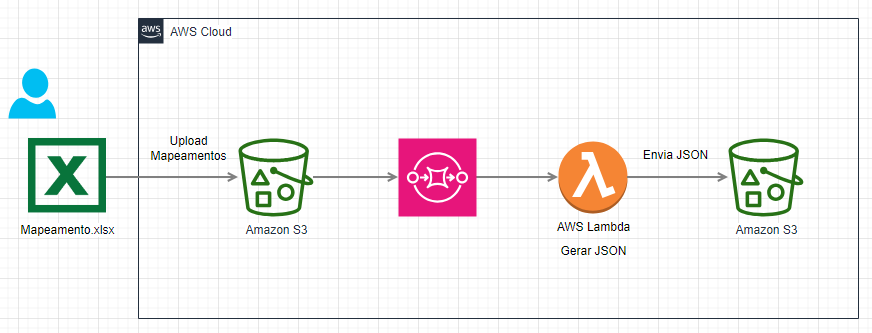 aws
AWS Cloud
Upload
Mapeamentos
Envia JSON
X
Mapeamento.xlsx
Amazon S3
AWS Lambda
Gerar JSON
Amazon S3